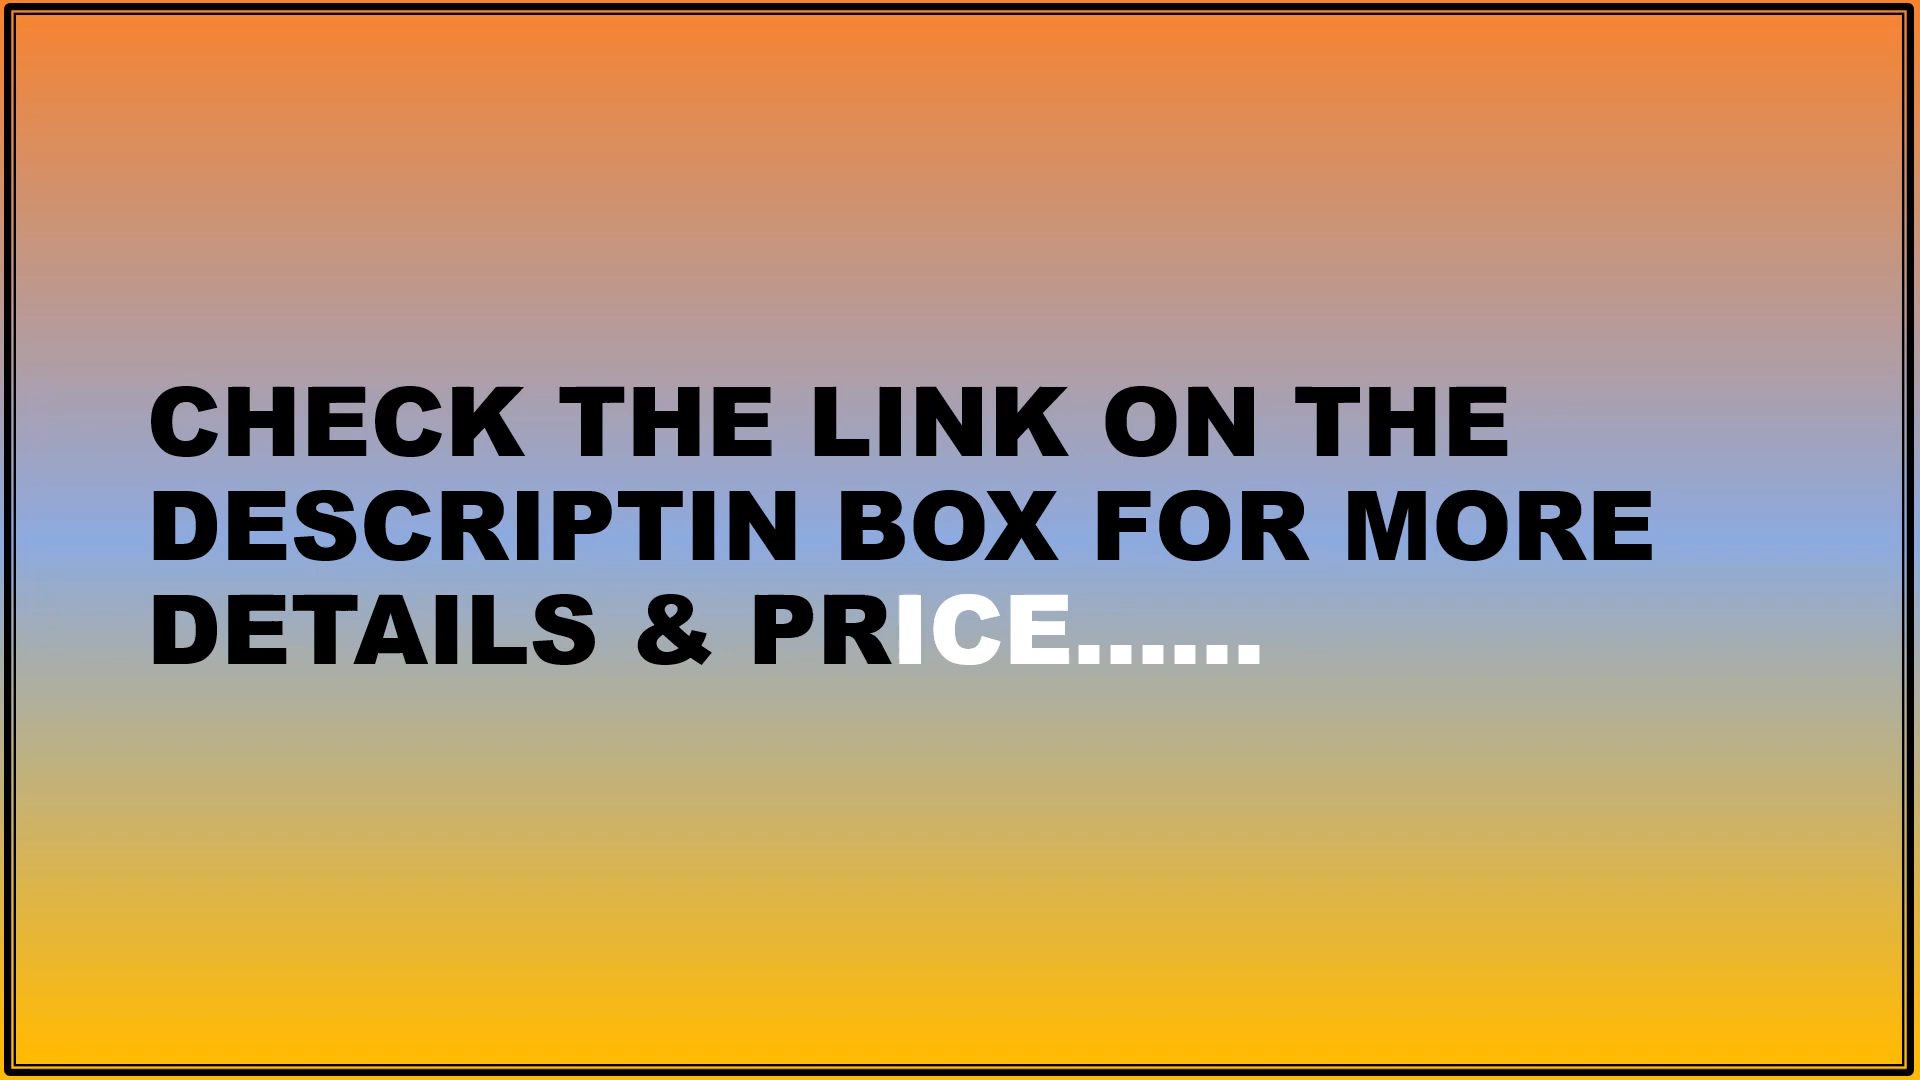 CHECK THE LINK ON THE
DESCRIPTIN BOX FOR MORE
DETAILS & PRICE......